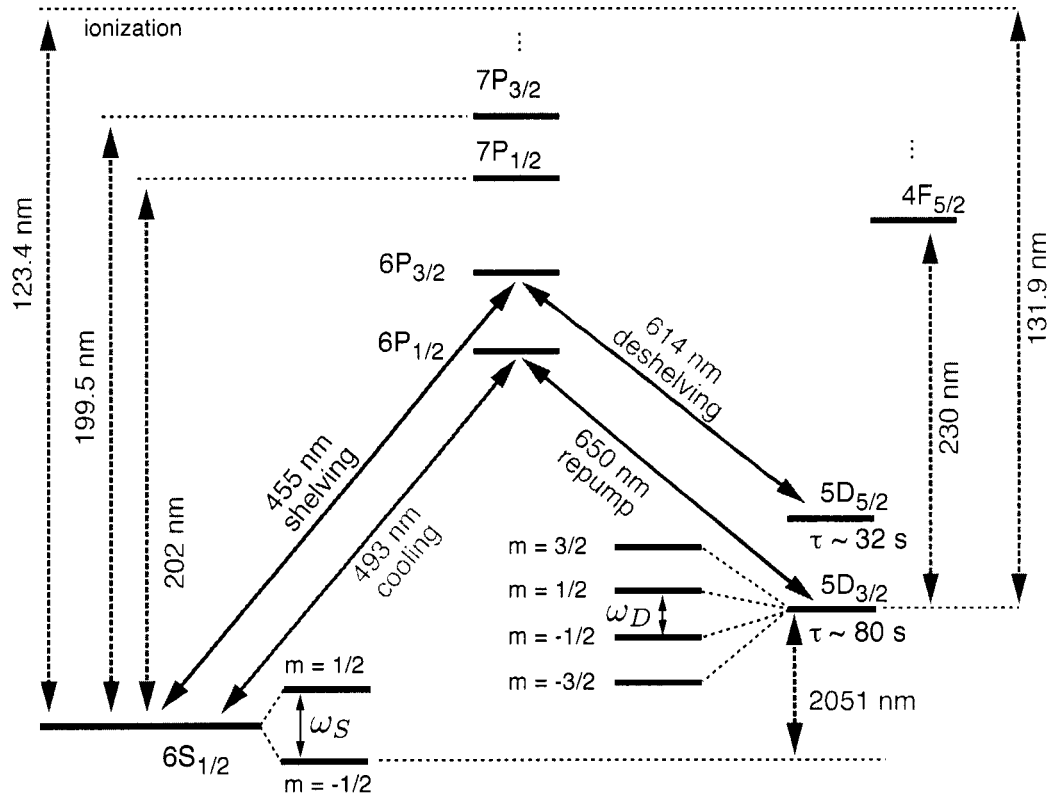 ionization
⋮
7P3/2
7P1/2
⋮
4F5/2
6P3/2
6P1/2
123.4 nm
199.5 nm
202 nm
455 nm
shelving
493 nm
cooling
614 nm
deshelving
650 nm
repump
230 nm
131.9 nm
5D5/2
τ ~ 32 s
m = 3/2
m = 1/2
ωD
m = -1/2
m = -3/2
5D3/2
τ ~ 80 s
2051 nm
m = 1/2
ωS
6S1/2
m = -1/2